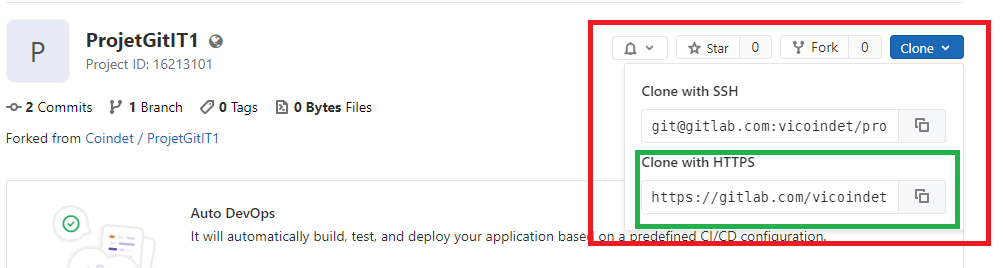 P
ProjetGitIT1
Project ID: 16213101
Star 0 Fork 0 Clone
2 Commits 1 Branch 0 Tags 0 Bytes Files
Forked from Coindet / ProjetGitIT1
Clone with SSH
git@gitlab.com:vicoindet/pro
Clone with HTTPS
https://gitlab.com/vicoindet
Auto DevOps
It will automatically build, test, and deploy your application based on a predefined CI/CD configuration.